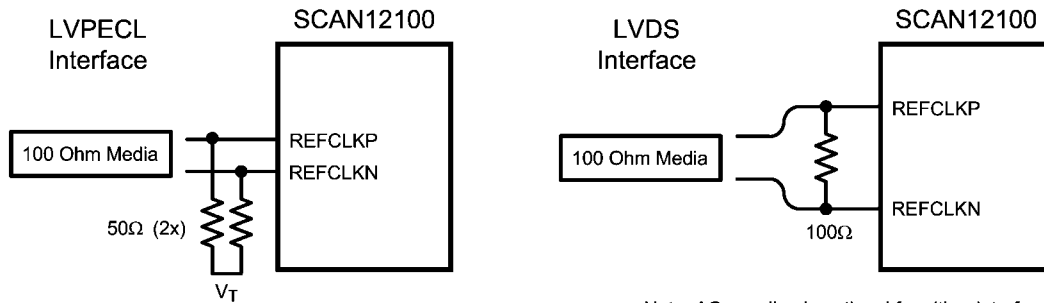 LVPECL
Interface
SCAN12100
100 Ohm Media
REFCLKP
REFCLKN
50Ω (2x)
VT
LVDS
Interface
SCAN12100
100 Ohm Media
REFCLKP
REFCLKN
100Ω